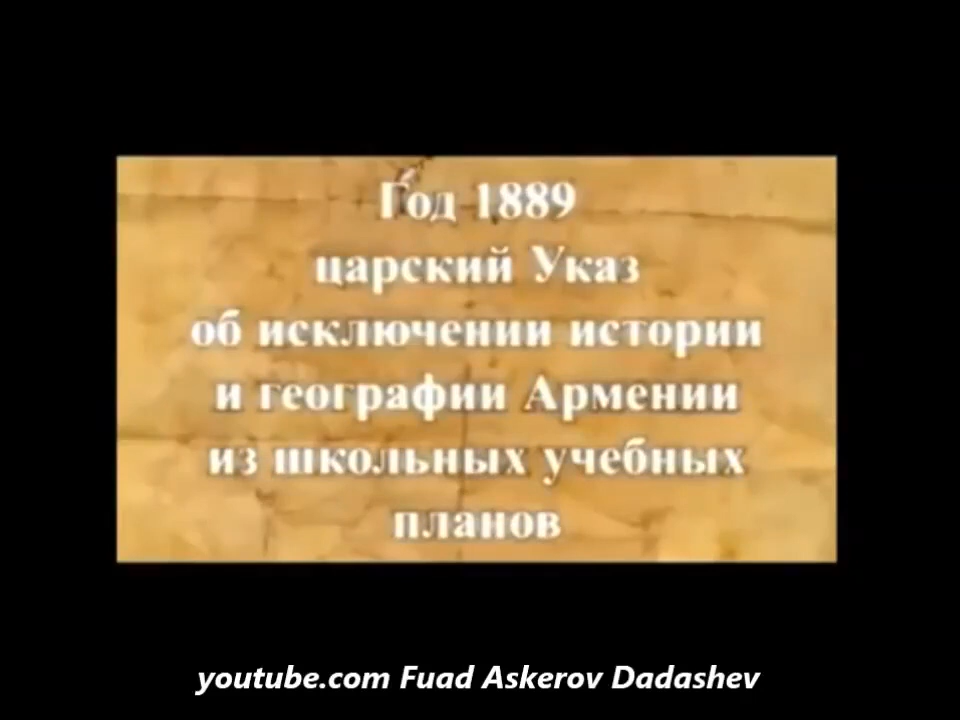 Год 1889
царский Указ
об исключении истории
и географии Армении
из школьных учебных
планов
youtube.com Fuad Askerov Dadashev